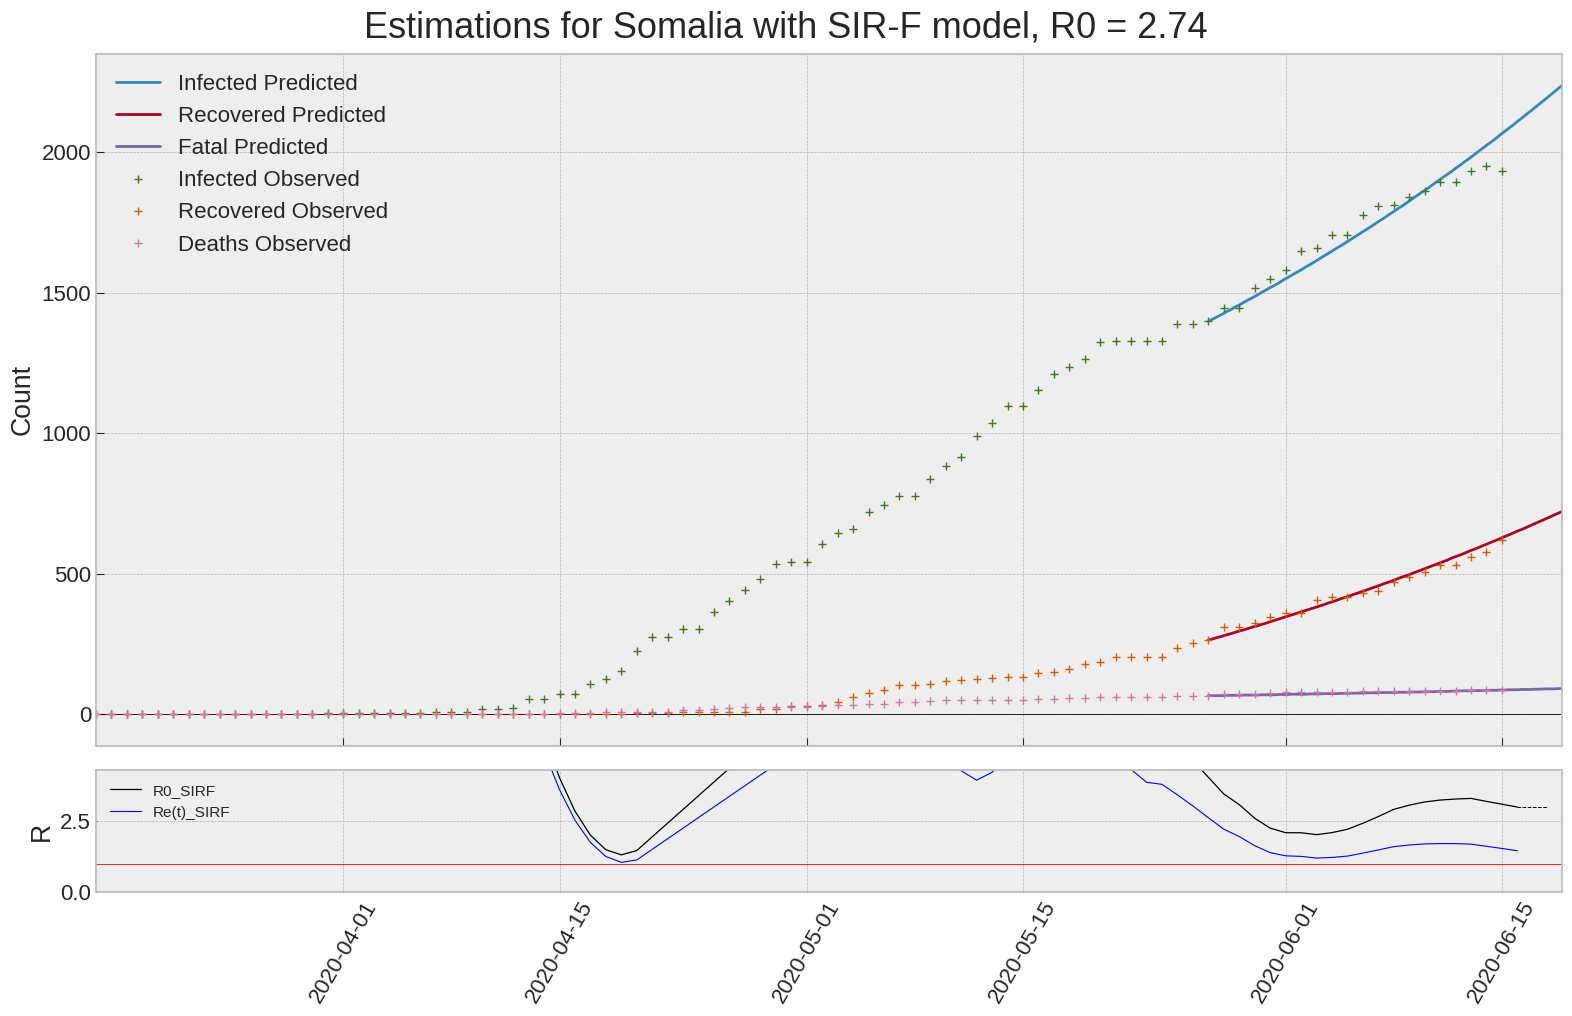 Estimations for Somalia with SIR-F model, R0 = 2.74
Infected Predicted
Recovered Predicted
Fatal Predicted
Infected Observed
Recovered Observed
Deaths Observed
2000
1500
1000
500
0
Count
R0_SIRF
Re(t)_SIRF
2.5
0.0
R
2020-04-01
2020-04-15
2020-05-01
2020-05-15
2020-06-01
2020-06-15